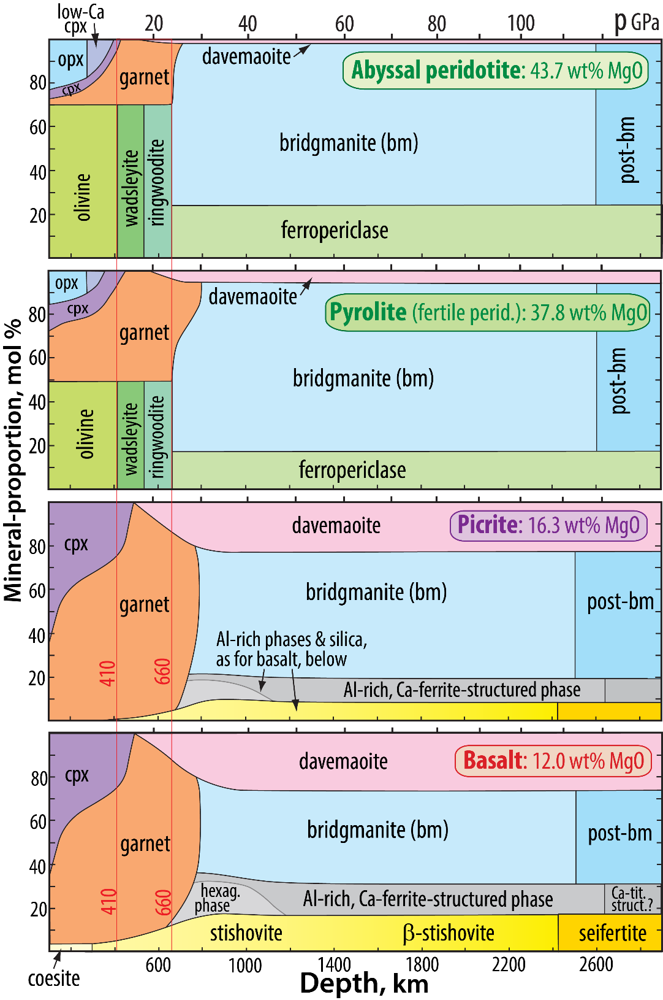 low-Ca
cpx
20
40
60
80
100
p GPa
opx
cpx
garnet
davemaoite
Abyssal peridotite: 43.7 wt% MgO
80
60
40
20
olivine
wadsleyite
ringwoodite
bridgmanite (bm)
post-bm
ferropericlase
opx
cpx
garnet
davemaoite
Pyrolite (fertile perid.): 37.8 wt% MgO
80
60
40
20
olivine
wadsleyite
ringwoodite
bridgmanite (bm)
post-bm
ferropericlase
Mineral-proportion, mol %
cpx
garnet
davemaoite
Picrite: 16.3 wt% MgO
80
60
40
20
410
660
bridgmanite (bm)
post-bm
Al-rich phases & silica,
as for basalt, below
Al-rich, Ca-ferrite-structured phase
cpx
garnet
davemaoite
Basalt: 12.0 wt% MgO
80
60
40
20
410
660
bridgmanite (bm)
post-bm
hexag.
phase
Al-rich, Ca-ferrite-structured phase
Ca-tit.
struct.?
stishovite
β-stishovite
seifertite
coesite
600
1000
1400
1800
2200
2600
Depth, km